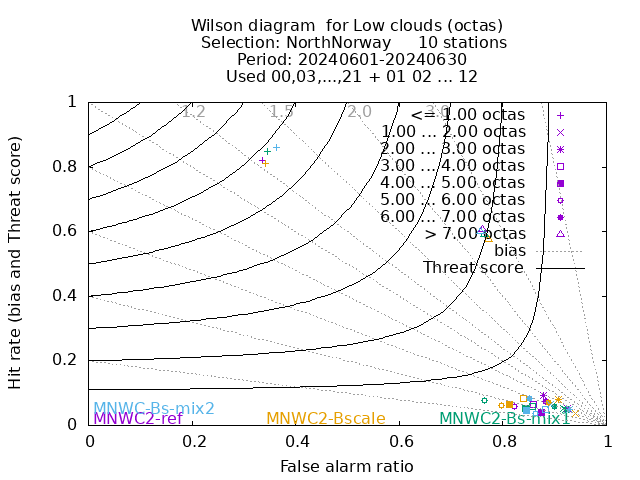 Wilson diagram  for Low clouds (octas)
Selection: NorthNorway     10 stations
Period: 20240601-20240630
Used 00,03,...,21 + 01 02 ... 12
Hit rate (bias and Threat score)
1
0.8
0.6
0.4
0.2
0
1.2
1.5
2.0
3.0
<= 1.00 octas
1.00 ... 2.00 octas
2.00 ... 3.00 octas
3.00 ... 4.00 octas
4.00 ... 5.00 octas
5.00 ... 6.00 octas
6.00 ... 7.00 octas
> 7.00 octas
bias
Threat score
MNWC-Bs-mix2
MNWC2-ref
MNWC2-Bscale
MNWC2-Bs-mix1
0
0.2
0.4
0.6
0.8
1
False alarm ratio